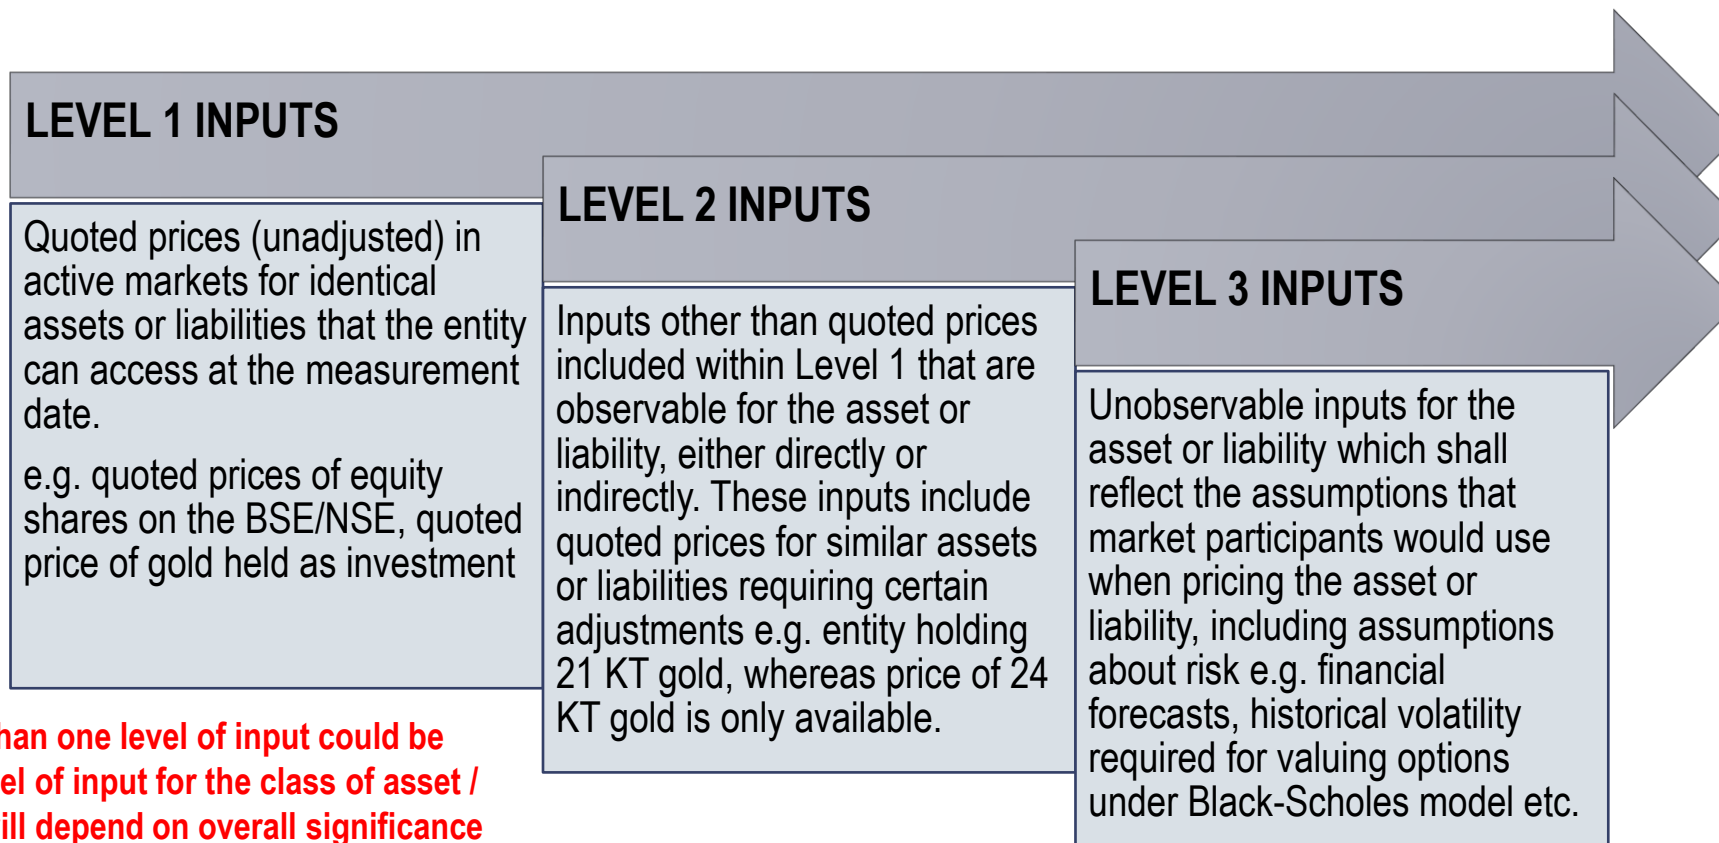 LEVEL 1 INPUTS
Quoted prices (unadjusted) in
active markets for identical
assets or liabilities that the entity
can access at the measurement
date.
e.g. quoted prices of equity
shares on the BSE/NSE, quoted
price of gold held as investment
LEVEL 2 INPUTS
Inputs other than quoted prices
included within Level 1 that are
observable for the asset or
liability, either directly or
indirectly. These inputs include
quoted prices for similar assets
or liabilities requiring certain
adjustments e.g. entity holding
21 KT gold, whereas price of 24
KT gold is only available.
LEVEL 3 INPUTS
Unobservable inputs for the
asset or liability which shall
reflect the assumptions that
market participants would use
when pricing the asset or
liability, including assumptions
about risk e.g. financial
forecasts, historical volatility
required for valuing options
under Black-Scholes model etc.
one level of input could be
of input for the class of asset /
depend on overall significance